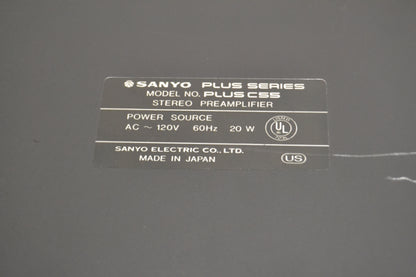 SANYO PLUS SERIES
MODEL NO. PLUS C55
STEREO PREAMPLIFIER
POWER SOURCE
AC ~ 120V 60Hz 20 W
UL
SANYO ELECTRIC CO., LTD.
MADE IN JAPAN
US